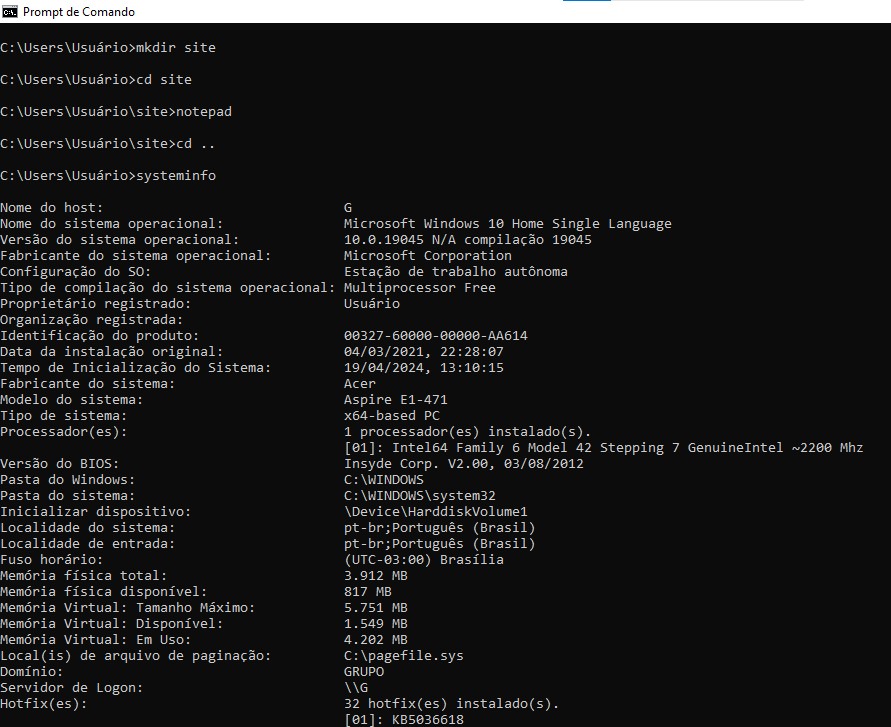 Prompt de Comando
C:\Users\Usuário>mkdir site
C:\Users\Usuário>cd site
C:\Users\Usuário\site>notepad
C:\Users\Usuário\site>cd ..
C:\Users\Usuário>systeminfo
Nome do host: G
Nome do sistema operacional: Microsoft Windows 10 Home Single Language
Versão do sistema operacional: 10.0.19045 N/A compilação 19045
Fabricante do sistema operacional: Microsoft Corporation
Configuração do SO: Estação de trabalho autônoma
Tipo de compilação do sistema operacional: Multiprocessor Free
Proprietário registrado: Usuário
Organização registrada:
Identificação do produto: 00327-60000-00000-AA614
Data da instalação original: 04/03/2021, 22:28:07
Tempo de Inicialização do Sistema: 19/04/2024, 13:10:15
Fabricante do sistema: Acer
Modelo do sistema: Aspire E1-471
Tipo de sistema: x64-based PC
Processador(es): 1 processador(es) instalado(s).
[01]: Intel64 Family 6 Model 42 Stepping 7 GenuineIntel ~2200 Mhz
Versão do BIOS: Insyde Corp. V2.00, 03/08/2012
Pasta do Windows: C:\WINDOWS
Pasta do sistema: C:\WINDOWS\system32
Inicializar dispositivo: \Device\HarddiskVolume1
Localidade do sistema: pt-br;Português (Brasil)
Localidade de entrada: pt-br;Português (Brasil)
Fuso horário: (UTC-03:00) Brasília
Memória física total: 3.912 MB
Memória física disponível: 817 MB
Memória Virtual: Tamanho Máximo: 5.751 MB
Memória Virtual: Disponível: 1.549 MB
Memória Virtual: Em Uso: 4.202 MB
Local(is) de arquivo de paginação: C:\pagefile.sys
Domínio: GRUPO
Servidor de Logon: \\G
Hotfix(es): 32 hotfix(es) instalado(s).
[01]: KB5036618